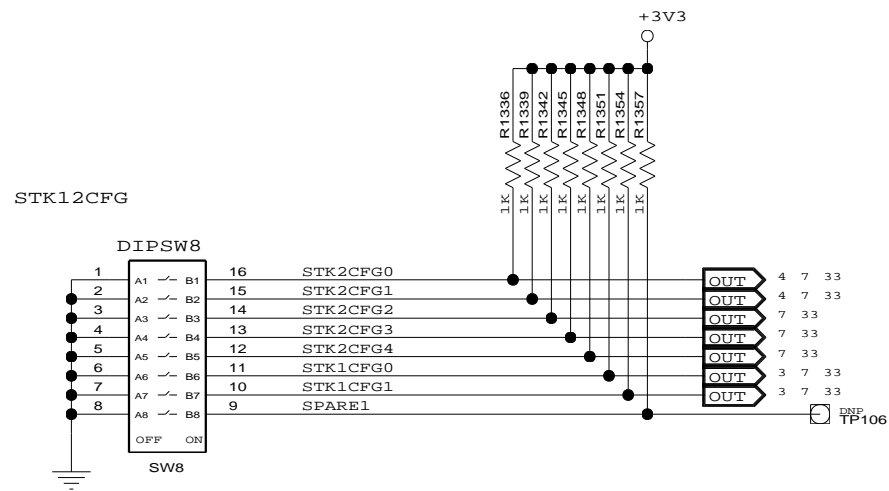 +3V3
R1336
R1339
R1342
R1345
R1348
R1351
R1354
R1357
1K 1K 1K 1K 1K 1K 1K 1K
STK12CFG
DIPSW8
1 A1 B1 16 STK2CFG0 OUT 4 7 33
2 A2 B2 15 STK2CFG1 OUT 4 7 33
3 A3 B3 14 STK2CFG2 OUT 7 33
4 A4 B4 13 STK2CFG3 OUT 7 33
5 A5 B5 12 STK2CFG4 OUT 7 33
6 A6 B6 11 STK1CFG0 OUT 3 7 33
7 A7 B7 10 STK1CFG1 OUT 3 7 33
8 A8 B8 9 SPARE1 DNP
TP106
OFF ON
SW8